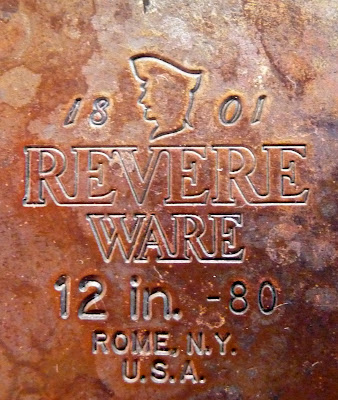 18 01
REVERE
WARE
12 in. -80
ROME, N.Y.
U.S.A.